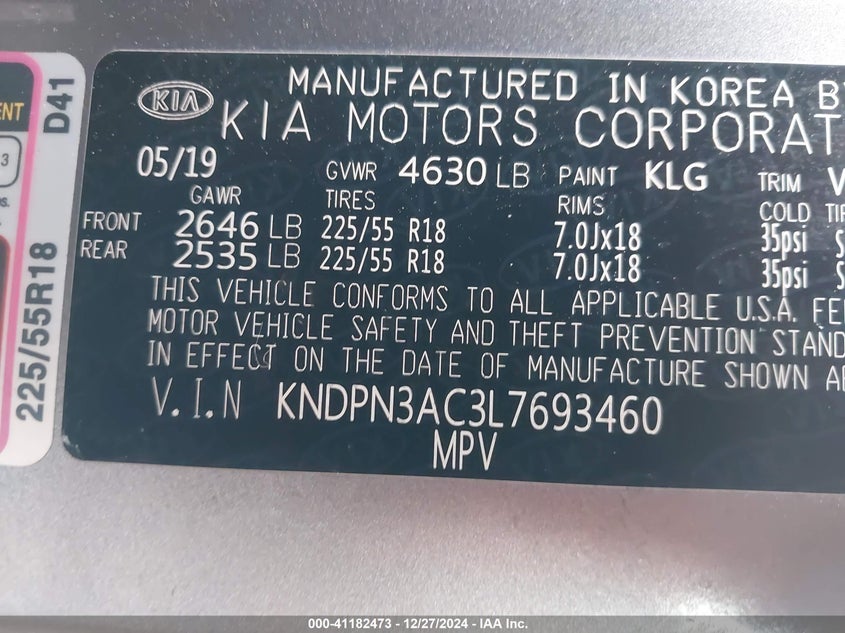 MANUFACTURED IN KOREA BY
KIA
KIA MOTORS CORPORAT
05/19 GVWR 4630 LB PAINT KLG TRIM V
GAWR TIRES RIMS COLD TI
FRONT 2646 LB 225/55 R18 7.0Jx18 35psi S
REAR 2535 LB 225/55 R18 7.0Jx18 35psi S
THIS VEHICLE CONFORMS TO ALL APPLICABLE U.S.A. FE
MOTOR VEHICLE SAFETY AND THEFT PREVENTION STAND
IN EFFECT ON THE DATE OF MANUFACTURE SHOWN A
V.I.N KNDPN3AC3L7693460
MPV
D41
225/55R18
ENT
3
000-41182473 - 12/27/2024 - IAA Inc.